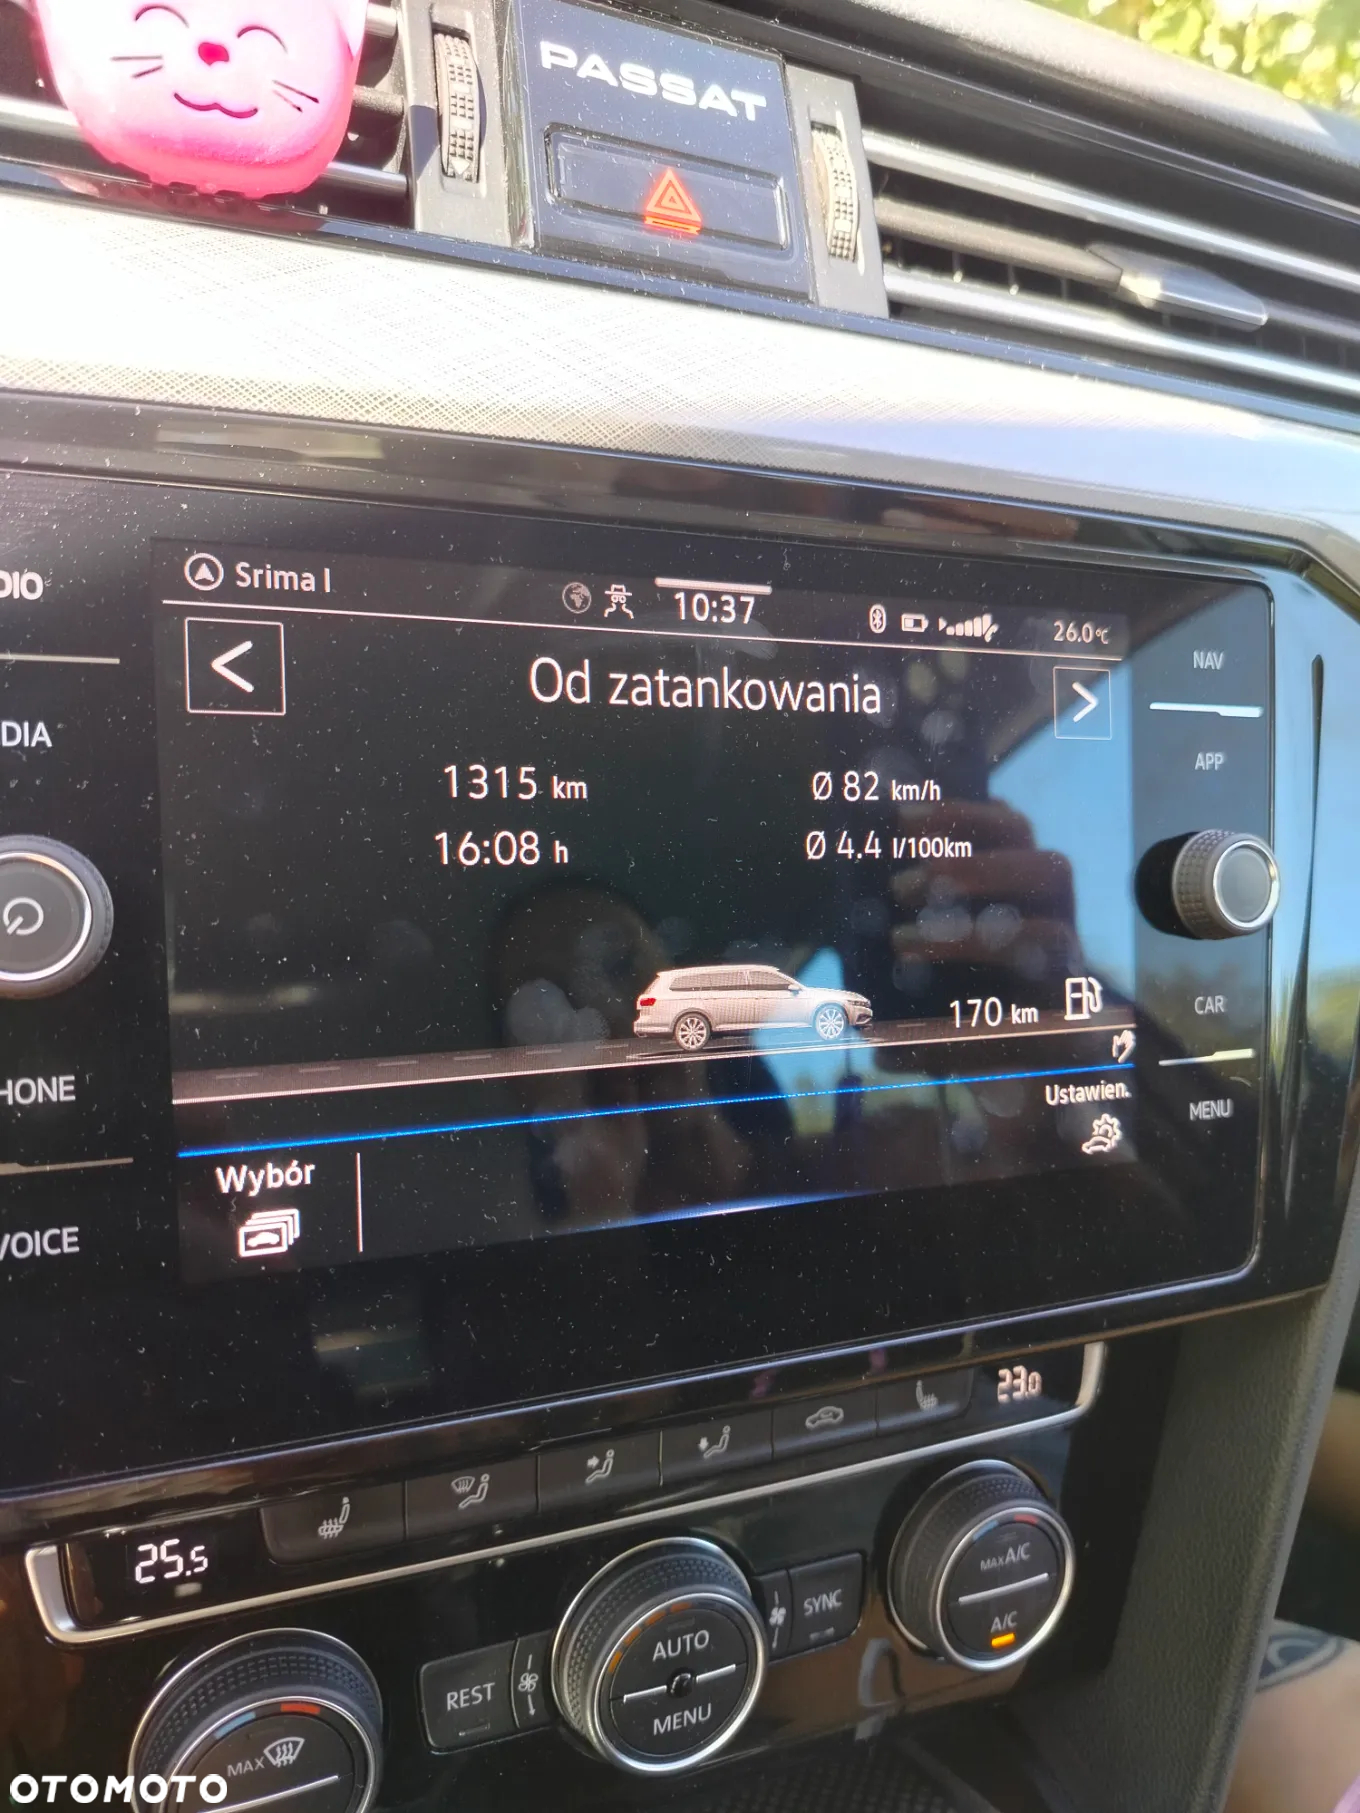 PASSAT
Srima I
10:37
26.0°C
Od zatankowania
1315 km
Ø 82 km/h
16:08 h
Ø 4.4 l/100km
170 km
Ustawien.
Wybór
DIO
DIA
HONE
VOICE
NAV
APP
CAR
MENU
23.0
25.5
MAX A/C
A/C
SYNC
AUTO
MENU
REST
MAX
OTOMOTO